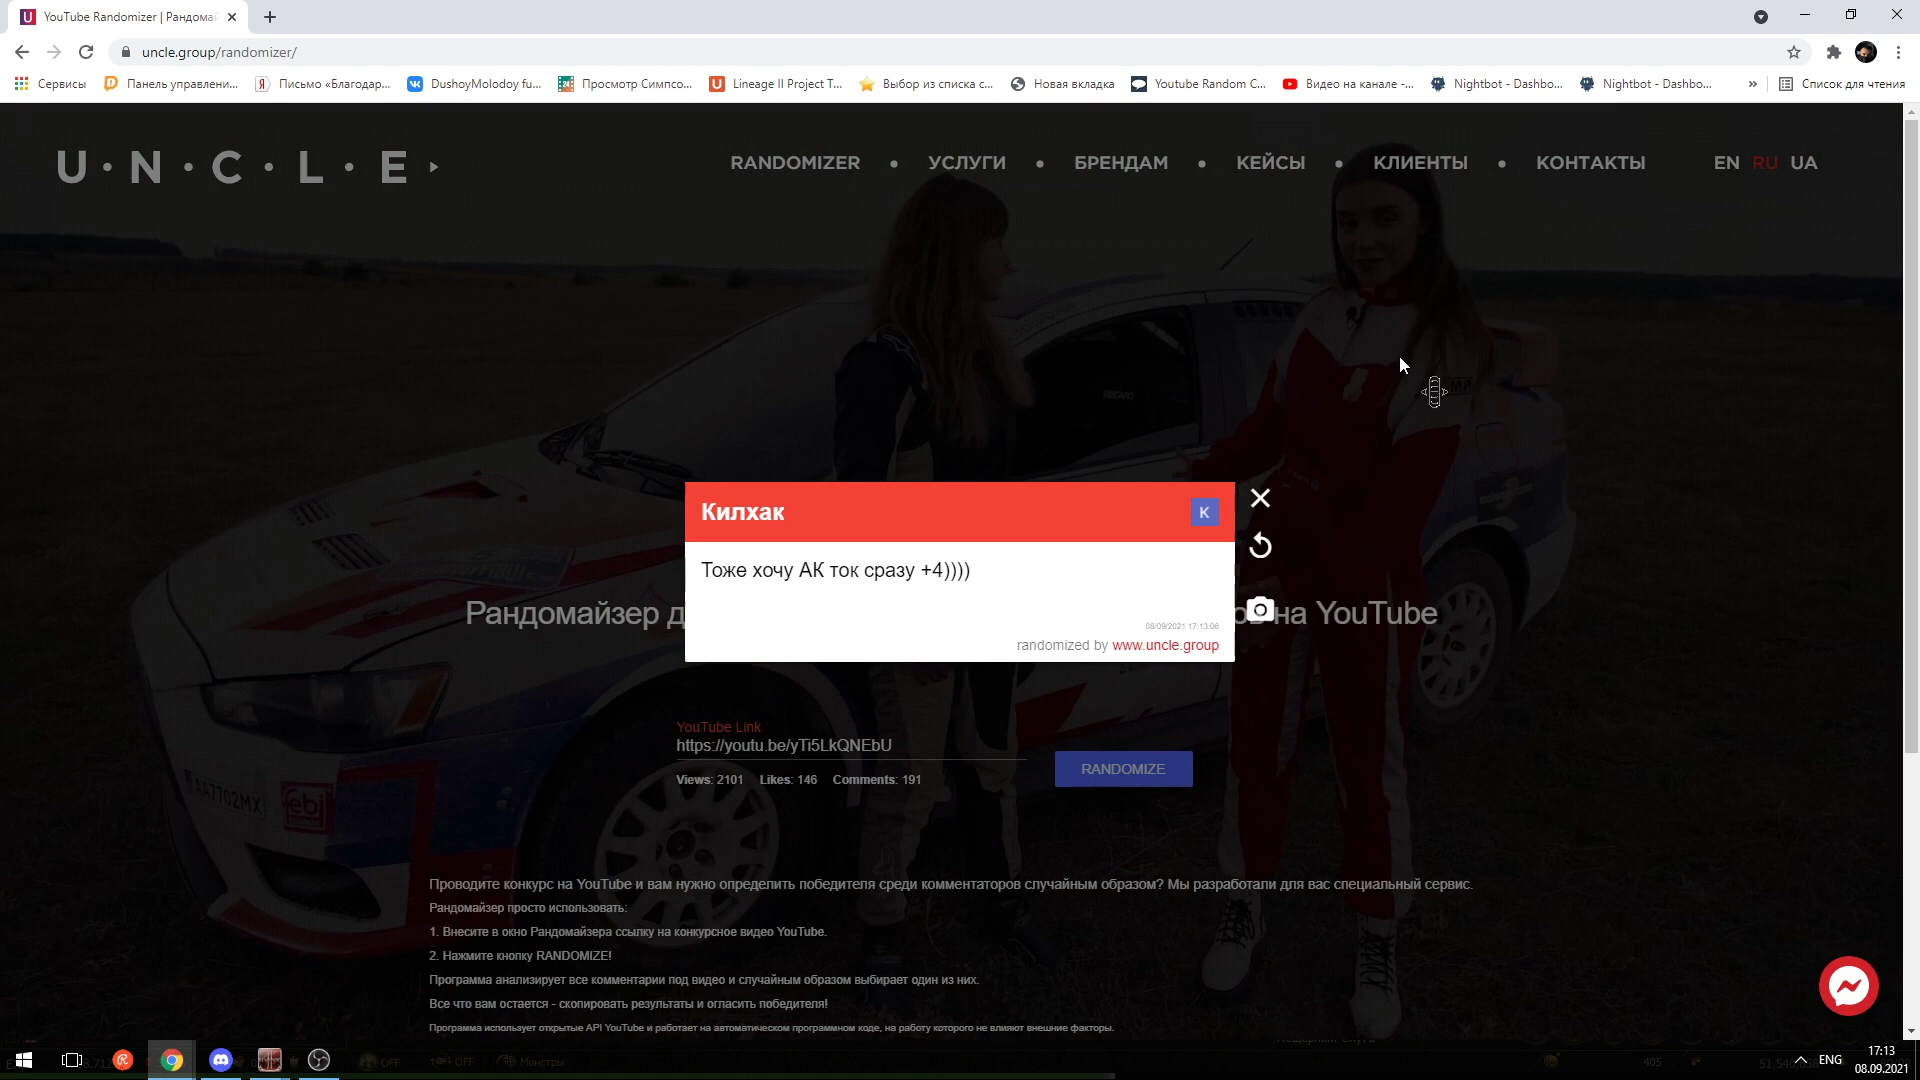 YouTube Randomizer | Рандомай
uncle.group/randomizer/
Сервисы
Панель управлени...
Письмо «Благодар...
DushoyMolodoy fu...
Просмотр Симпсо...
Lineage II Project T...
Выбор из списка с...
Новая вкладка
Youtube Random C...
Видео на канале -...
Nightbot - Dashbo...
Nightbot - Dashbo...
»
Список для чтения
U•N•C•L•E
RANDOMIZER • УСЛУГИ • БРЕНДАМ • КЕЙСЫ • КЛИЕНТЫ • КОНТАКТЫ
EN RU UA
Килхак
K
Тоже хочу АК ток сразу +4))))
08/09/2021 17:13:06
randomized by www.uncle.group
Рандомайзер
на YouTube
YouTube Link
https://youtu.be/yTi5LkQNEbU
Views: 2101 Likes: 146 Comments: 191
RANDOMIZE
RECARO
AA7702MX
ebj
Проводите конкурс на YouTube и вам нужно определить победителя среди комментаторов случайным образом? Мы разработали для вас специальный сервис.
Рандомайзер просто использовать:
1. Внесите в окно Рандомайзера ссылку на конкурсное видео YouTube.
2. Нажмите кнопку RANDOMIZE!
Программа анализирует все комментарии под видео и случайным образом выбирает один из них.
Все что вам остается - скопировать результаты и огласить победителя!
Программа использует открытые API YouTube и работает на автоматическом программном коде, на работу которого не влияют внешние факторы.
OFF
OFF
Монстры
405
ENG
17:13
08.09.2021